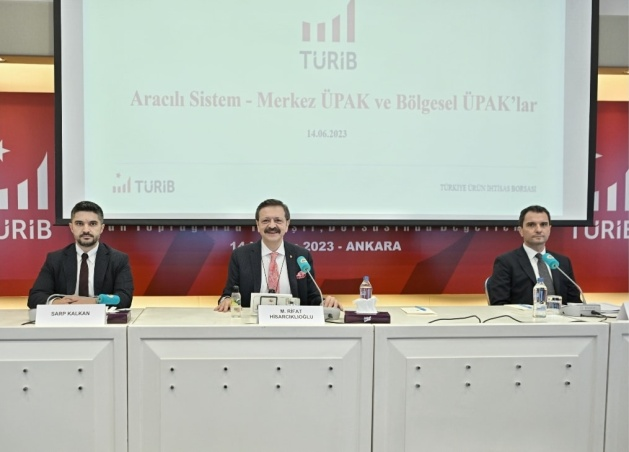 TÜRİB
Aracılı Sistem - Merkez ÜPAK ve Bölgesel ÜPAK'lar
14.06.2023
TÜRİB
TÜRKİYE ÜRÜN İHTİSAS BORSASI
TÜRİB
TÜRİB
2023 - ANKARA
SARP KALKAN
M. RİFAT
HİSARCIKLIOĞLU